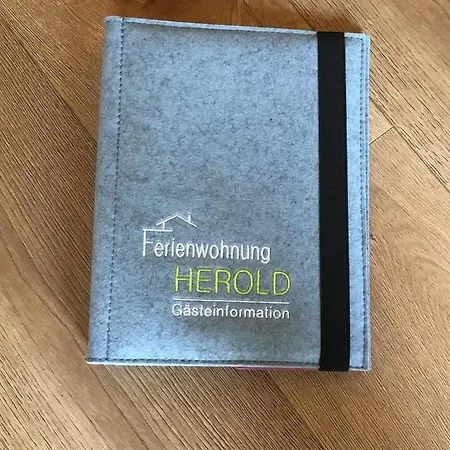 Ferienwohnung
HEROLD
Gästeinformation